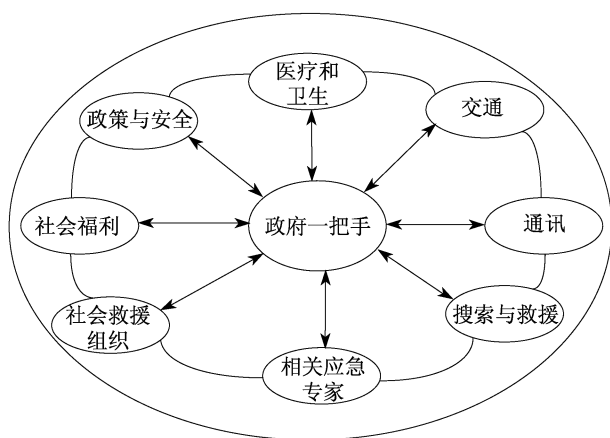 医疗和
卫生
政策与安全
交通
社会福利
政府一把手
通讯
社会救援
组织
搜索与救援
相关应急
专家